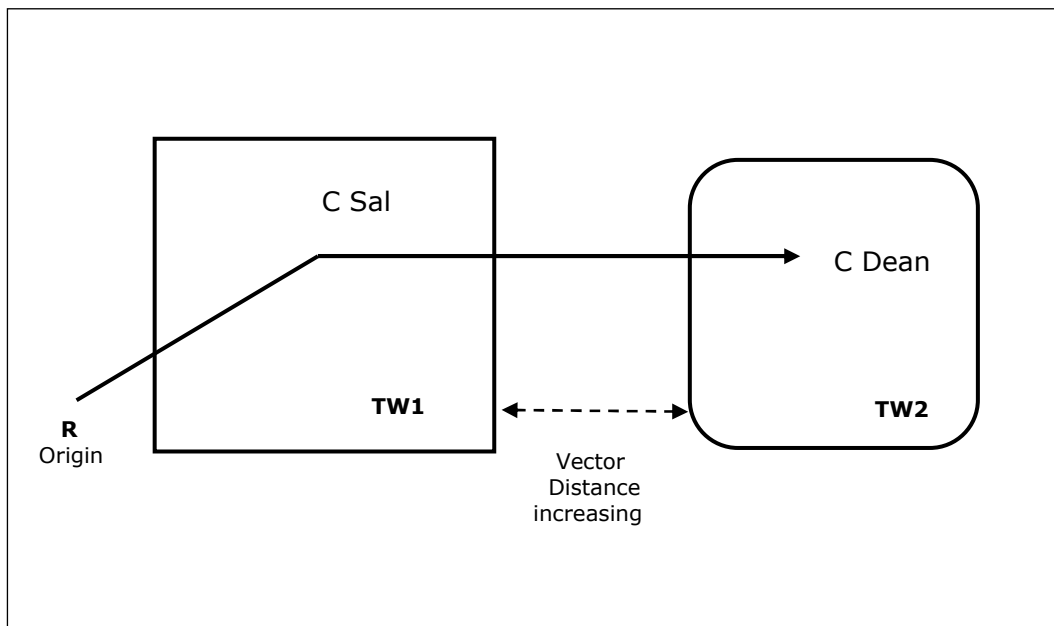 C Sal
C Dean
TW1
TW2
R
Origin
Vector
Distance
increasing